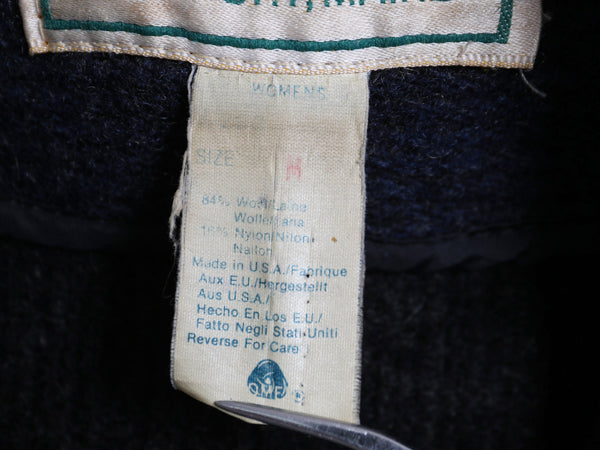 WOMENS
SIZE M
84% Wool/Laine
Wolle/Lana
16% Nylon/Nilon
Nailon
Made in U.S.A./Fabrique
Aux E.U./Hergestellt
Aus U.S.A./
Hecho En Los E.U./
Fatto Negli Stati Uniti
Reverse For Care